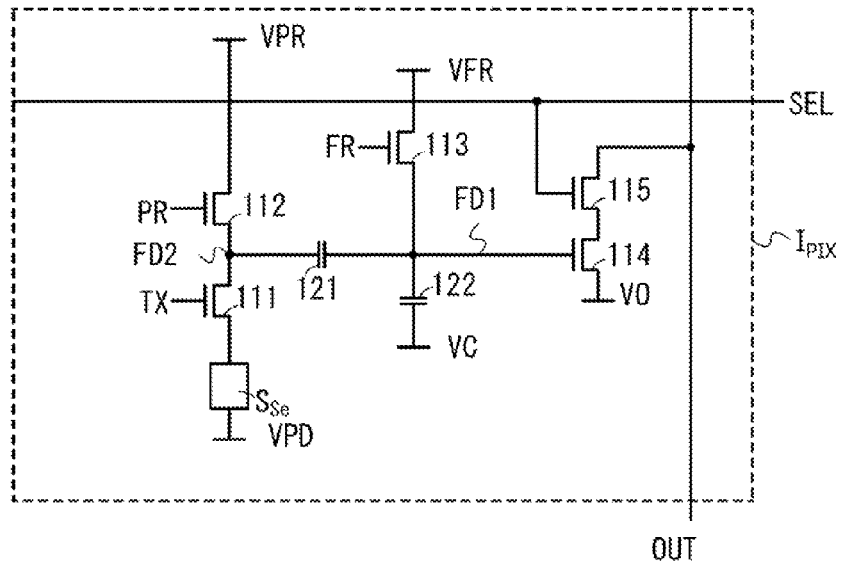 VPR
VFR
SEL
FR
113
115
PR
112
FD1
FD2
121
122
114
I_PIX
TX
111
VO
VC
S_Se
VPD
OUT